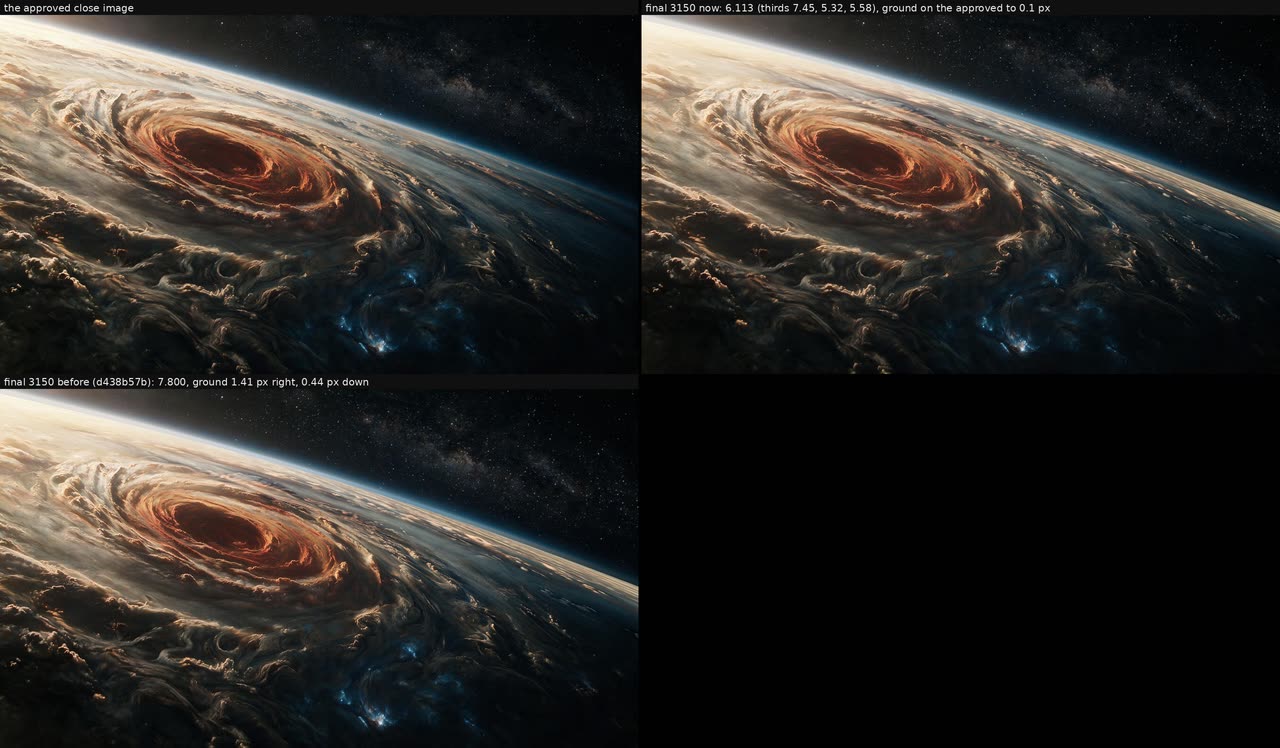 the approved close image
final 3150 now: 6.113 (thirds 7.45, 5.32, 5.58), ground on the approved to 0.1 px
final 3150 before (d438b57b): 7.800, ground 1.41 px right, 0.44 px down